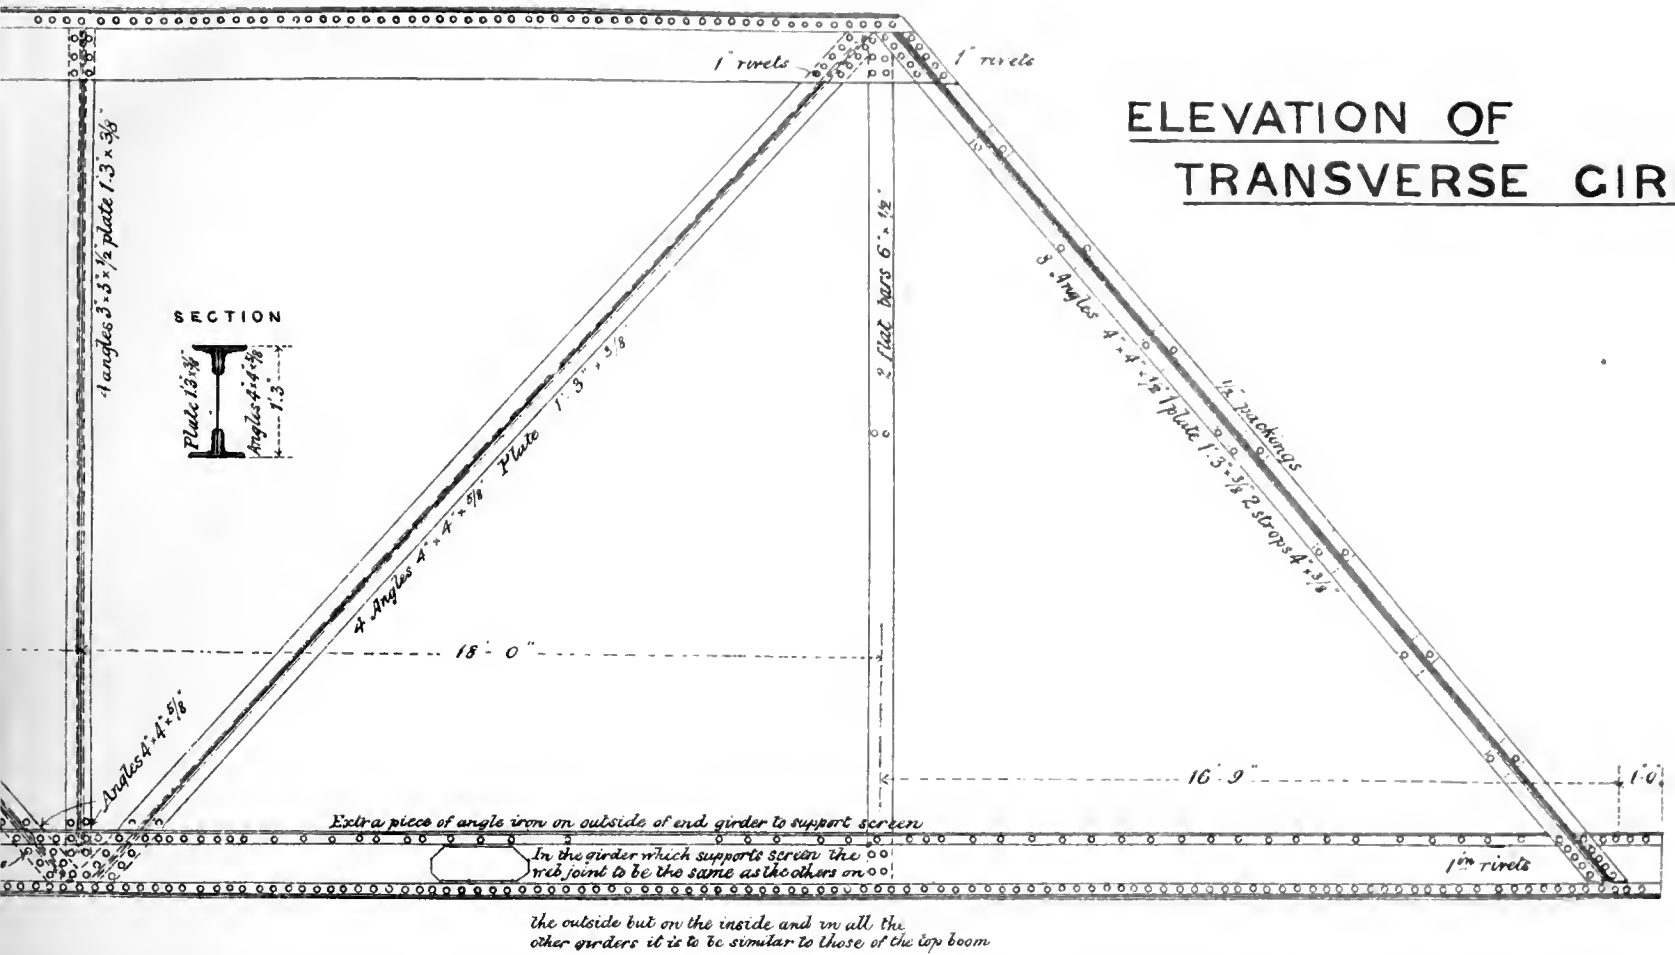 ELEVATION OF
TRANSVERSE GIR
1" rivets
1" rivets
4 angles 3" × 3" × 1/2 plate 1'.3" × 3/8
SECTION
Plate 1'.3" × 3/8"
Angles 4" × 4" × 5/8
1'.3"
4 Angles 4" × 4" × 5/8" Plate 1'.3" × 3/8
2 flat bars 6" × 1/2"
Angles 4" × 4" × 1/2" 1 plate 1'.3" × 3/8" 2 strops 4" × 3/8"
1/2" packings
18'-0"
16'-9"
1'.0"
Angles 4" × 4" × 5/8
Extra piece of angle iron on outside of end girder to support screen
In the girder which supports screen the
web joint to be the same as the others on
1 in rivets
the outside but on the inside and in all the
other girders it is to be similar to those of the top boom